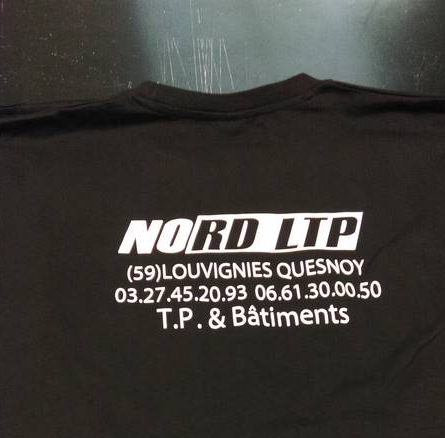 NORD LTP
(59)LOUVIGNIES QUESNOY
03.27.45.20.93 06.61.30.00.50
T.P. & Bâtiments